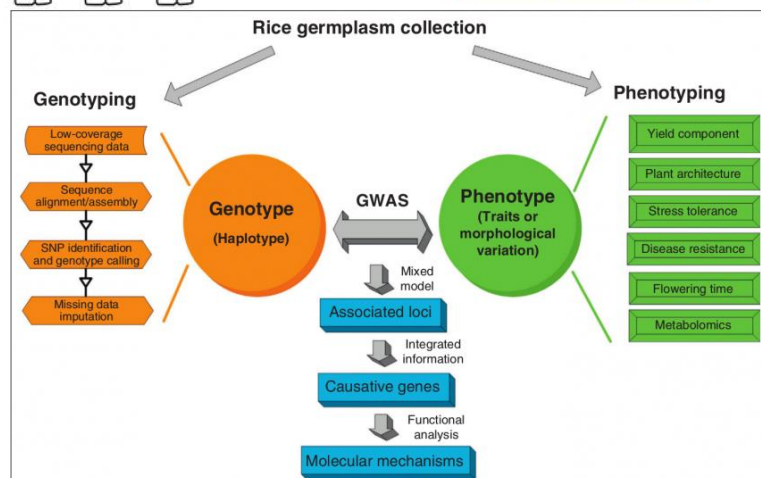 Rice germplasm collection
Genotyping
Low-coverage
sequencing data
Sequence
alignment/assembly
SNP identification
and genotype calling
Missing data
imputation
Genotype
(Haplotype)
GWAS
Phenotype
(Traits or
morphological
variation)
Phenotyping
Yield component
Plant architecture
Stress tolerance
Disease resistance
Flowering time
Metabolomics
Mixed
model
Associated loci
Integrated
information
Causative genes
Functional
analysis
Molecular mechanisms